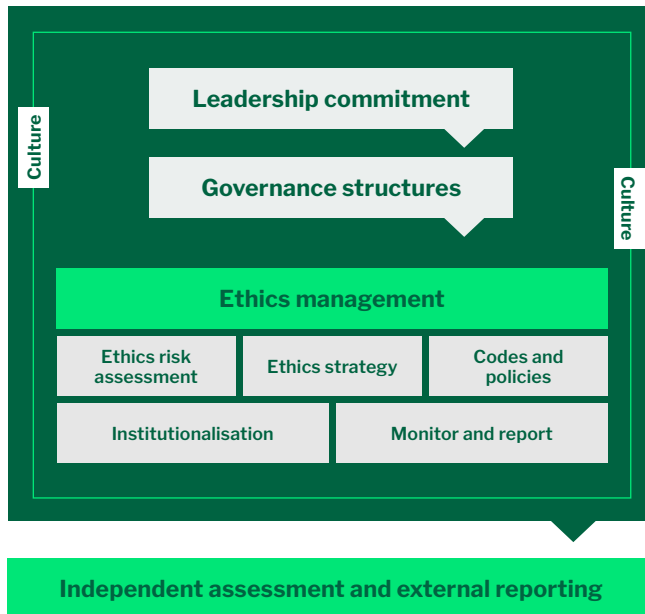 Leadership commitment
Culture
Governance structures
Culture
Ethics management
Ethics risk
assessment
Ethics strategy
Codes and
policies
Institutionalisation
Monitor and report
Independent assessment and external reporting